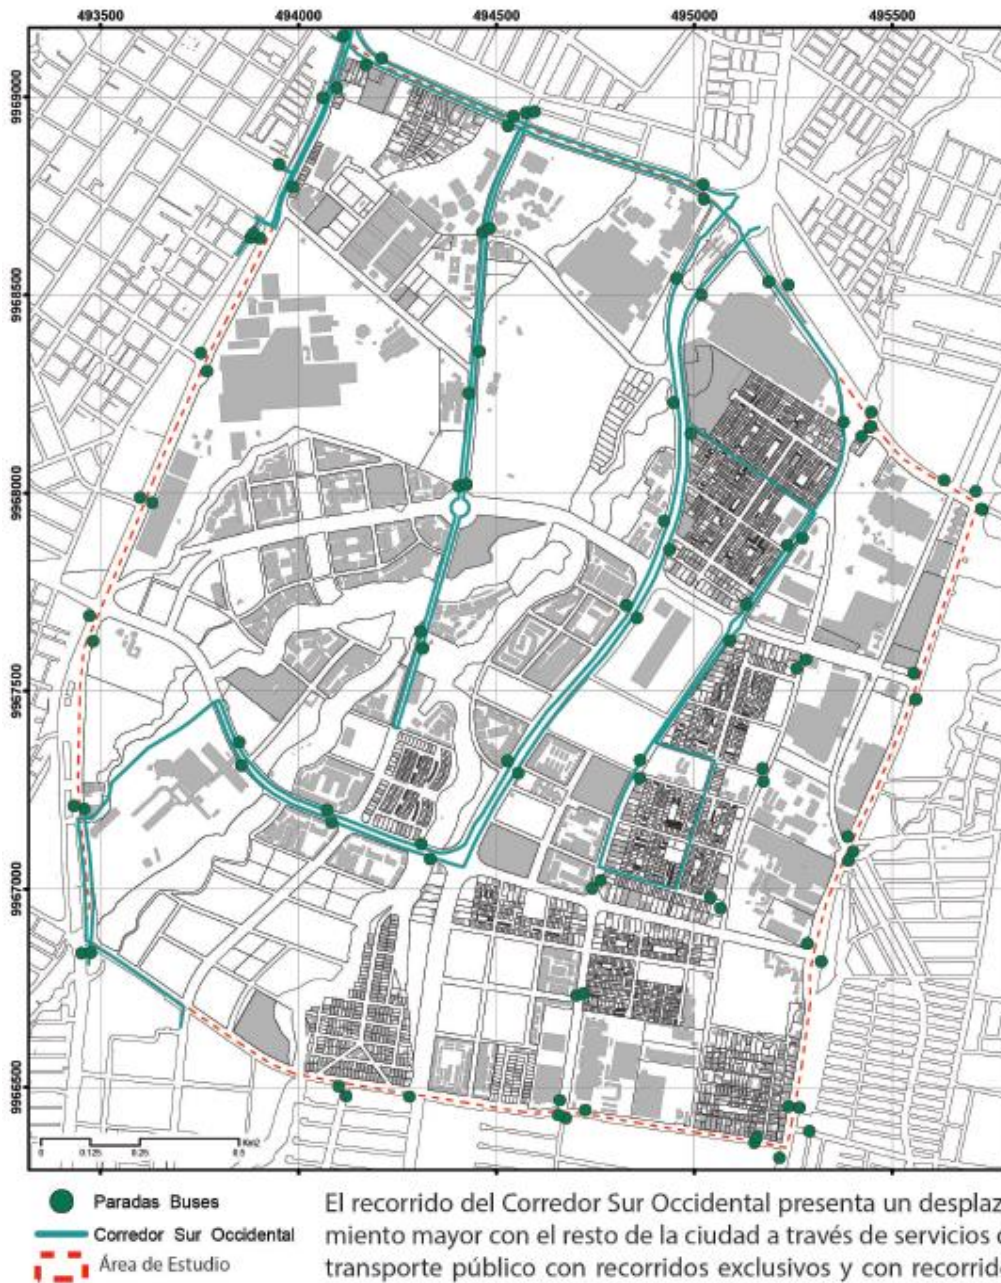 493500 494000 494500 495000 495500
9969000
9968500
9968000
9967500
9967000
9966500
0 0.125 0.25 0.5 Km2
Paradas Buses
Corredor Sur Occidental
Área de Estudio
El recorrido del Corredor Sur Occidental presenta un desplaz
miento mayor con el resto de la ciudad a través de servicios
transporte público con recorridos exclusivos y con recorrid